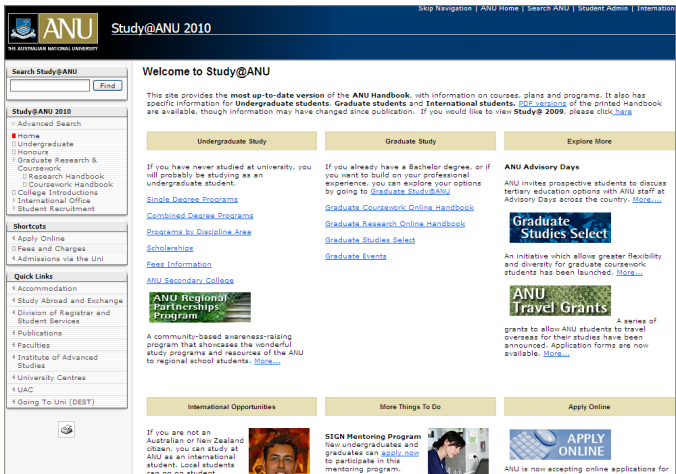 Skip Navigation | ANU Home | Search ANU | Student Admin | Internation
ANU
THE AUSTRALIAN NATIONAL UNIVERSITY
Study@ANU 2010
Search Study@ANU
Find
Study@ANU 2010
Advanced Search
Home
Undergraduate
Honours
Graduate Research &
Coursework
Research Handbook
Coursework Handbook
College Introductions
International Office
Student Recruitment
Shortcuts
Apply Online
Fees and Charges
Admissions via the Uni
Quick Links
Accommodation
Study Abroad and Exchange
Division of Registrar and
Student Services
Publications
Faculties
Institute of Advanced
Studies
University Centres
UAC
Going To Uni (DEST)
Welcome to Study@ANU
This site provides the most up-to-date version of the ANU Handbook, with information on courses, plans and programs. It also has
specific information for Undergraduate students, Graduate students and International students. PDF versions of the printed Handbook
are available, though information may have changed since publication. If you would like to view Study@ 2009, please click here
Undergraduate Study
If you have never studied at university, you
will probably be studying as an
undergraduate student.
Single Degree Programs
Combined Degree Programs
Programs by Discipline Area
Scholarships
Fees Information
ANU Secondary College
ANU Regional
Partnerships
Program
A community-based awareness-raising
program that showcases the wonderful
study programs and resources of the ANU
to regional school students. More...
Graduate Study
If you already have a Bachelor degree, or if
you want to build on your professional
experience, you can explore your options
by going to Graduate Study@ANU
Graduate Coursework Online Handbook
Graduate Research Online Handbook
Graduate Studies Select
Graduate Events
Explore More
ANU Advisory Days
ANU invites prospective students to discuss
tertiary education options with ANU staff at
Advisory Days across the country. More....
Graduate
Studies Select
An initiative which allows greater flexibility
and diversity for graduate coursework
students has been launched. More...
ANU
Travel Grants
A series of
grants to allow ANU students to travel
overseas for their studies have been
announced. Application forms are now
available. More...
International Opportunities
If you are not an
Australian or New Zealand
citizen, you can study at
ANU as an international
student. Local students
can go on student
More Things To Do
SIGN Mentoring Program
New undergraduates and
graduates can apply now
to participate in this
mentoring program.
Apply Online
APPLY
ONLINE
ANU is now accepting online applications for